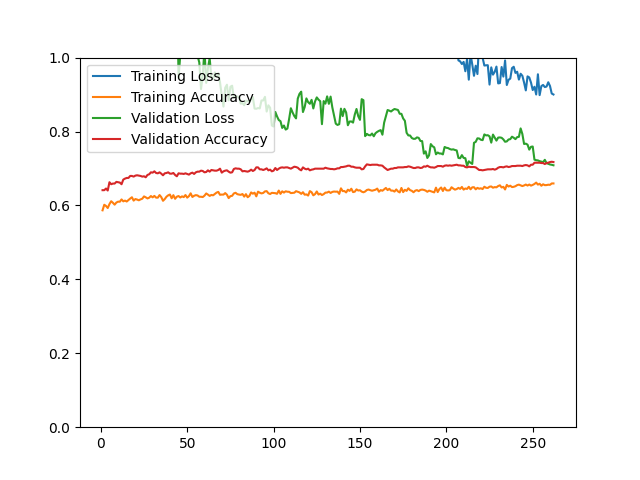 1.0
0.8
0.6
0.4
0.2
0.0
Training Loss
Training Accuracy
Validation Loss
Validation Accuracy
0 50 100 150 200 250